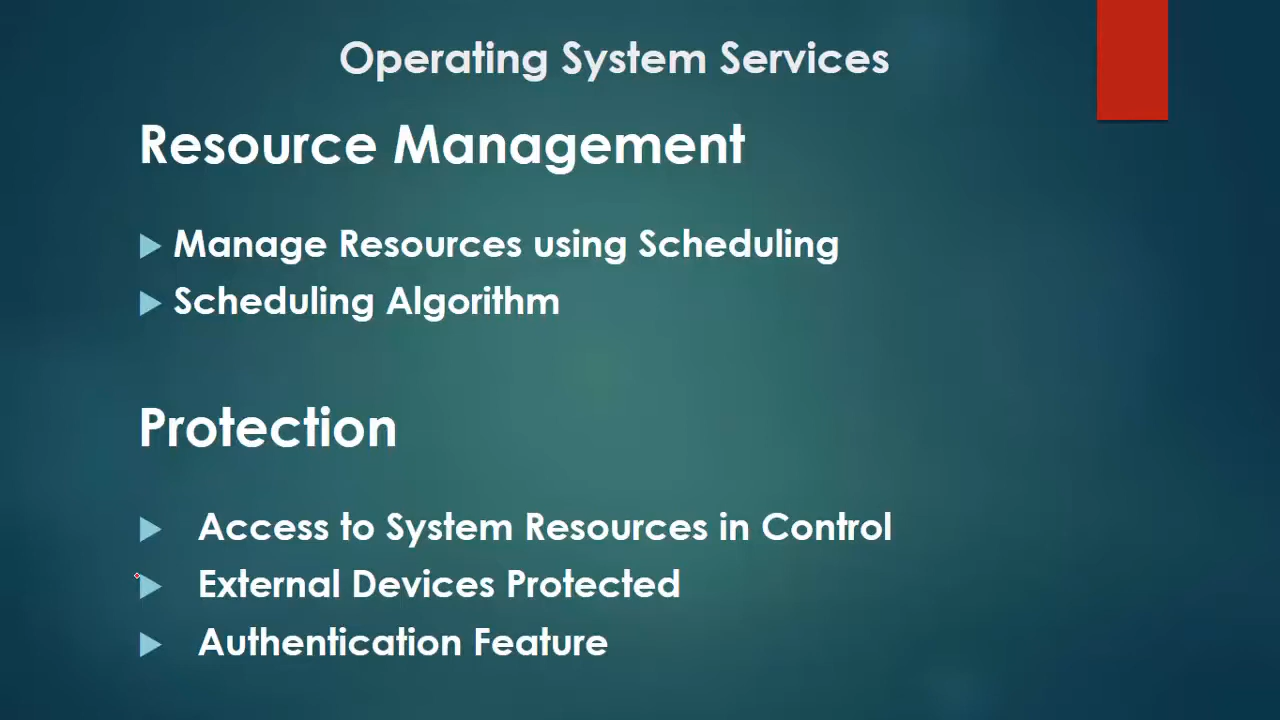 Operating System Services
Resource Management
Manage Resources using Scheduling
Scheduling Algorithm
Protection
Access to System Resources in Control
External Devices Protected
Authentication Feature